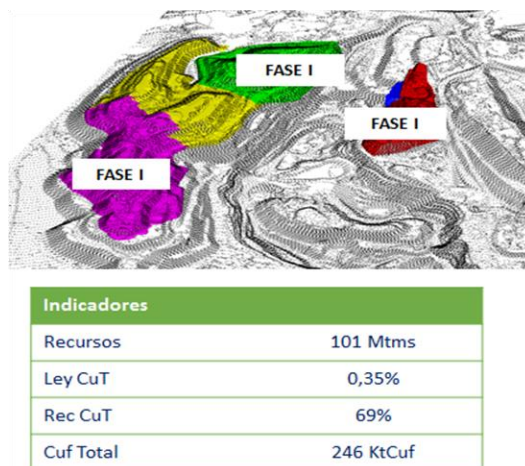 FASE I
FASE I
FASE I
Indicadores
Recursos 101 Mtms
Ley CuT 0,35%
Rec CuT 69%
Cuf Total 246 KtCuf